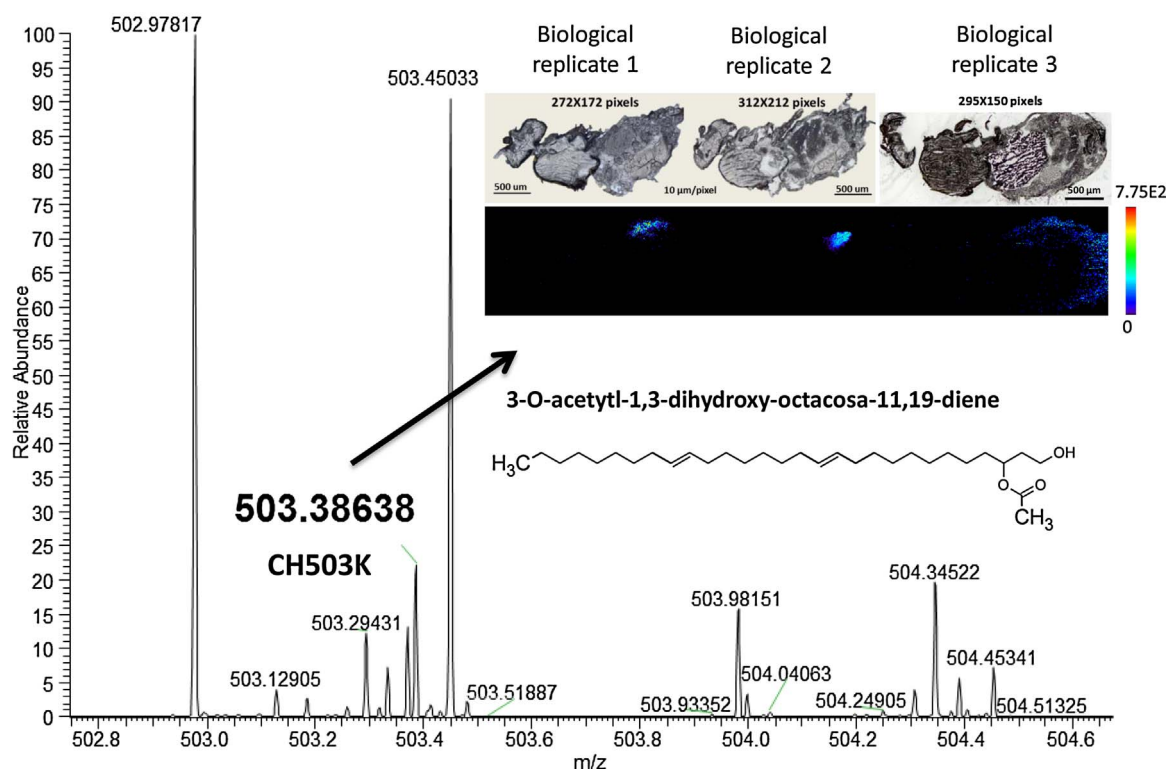 502.97817
503.45033
Biological
replicate 1
Biological
replicate 2
Biological
replicate 3
272X172 pixels
312X212 pixels
295X150 pixels
500 um
10 µm/pixel
500 um
500 µm
7.75E2
0
100
95
90
85
80
75
70
65
60
55
50
45
40
35
30
25
20
15
10
5
0
Relative Abundance
3-O-acetytl-1,3-dihydroxy-octacosa-11,19-diene
H3C
OH
O
O
CH3
503.38638
CH503K
503.29431
503.12905
503.51887
503.98151
504.34522
504.04063
504.45341
503.93352
504.24905
504.51325
502.8
503.0
503.2
503.4
503.6
503.8
504.0
504.2
504.4
504.6
m/z